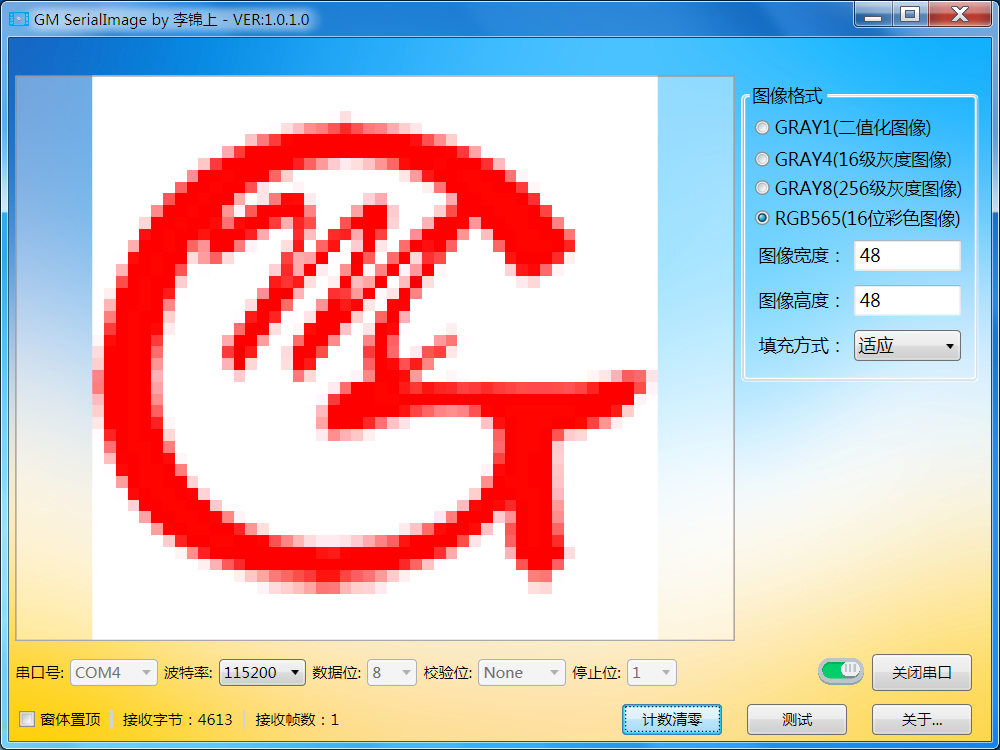 GM SerialImage by 李锦上 - VER:1.0.1.0
图像格式
GRAY1(二值化图像)
GRAY4(16级灰度图像)
GRAY8(256级灰度图像)
RGB565(16位彩色图像)
图像宽度： 48
图像高度： 48
填充方式： 适应
串口号: COM4 波特率: 115200 数据位: 8 校验位: None 停止位: 1 关闭串口
窗体置顶 接收字节：4613 接收帧数：1 计数清零 测试 关于...